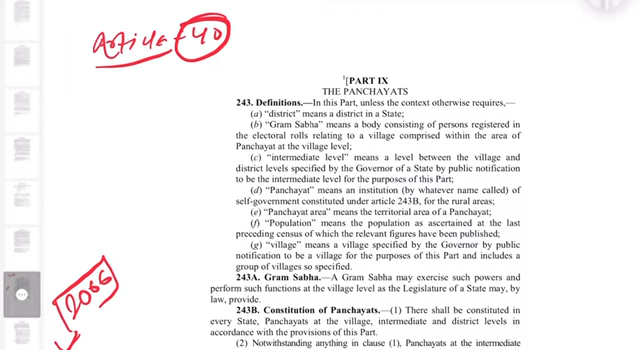 Article - 40
¹[PART IX
THE PANCHAYATS
243. Definitions.—In this Part, unless the context otherwise requires,—
(a) “district” means a district in a State;
(b) “Gram Sabha” means a body consisting of persons registered in
the electoral rolls relating to a village comprised within the area of
Panchayat at the village level;
(c) “intermediate level” means a level between the village and
district levels specified by the Governor of a State by public notification
to be the intermediate level for the purposes of this Part;
(d) “Panchayat” means an institution (by whatever name called) of
self-government constituted under article 243B, for the rural areas;
(e) “Panchayat area” means the territorial area of a Panchayat;
(f) “Population” means the population as ascertained at the last
preceding census of which the relevant figures have been published;
(g) “village” means a village specified by the Governor by public
notification to be a village for the purposes of this Part and includes a
group of villages so specified.
243A. Gram Sabha.—A Gram Sabha may exercise such powers and
perform such functions at the village level as the Legislature of a State may, by
law, provide.
243B. Constitution of Panchayats.—(1) There shall be constituted in
every State, Panchayats at the village, intermediate and district levels in
accordance with the provisions of this Part.
(2) Notwithstanding anything in clause (1), Panchayats at the intermediate